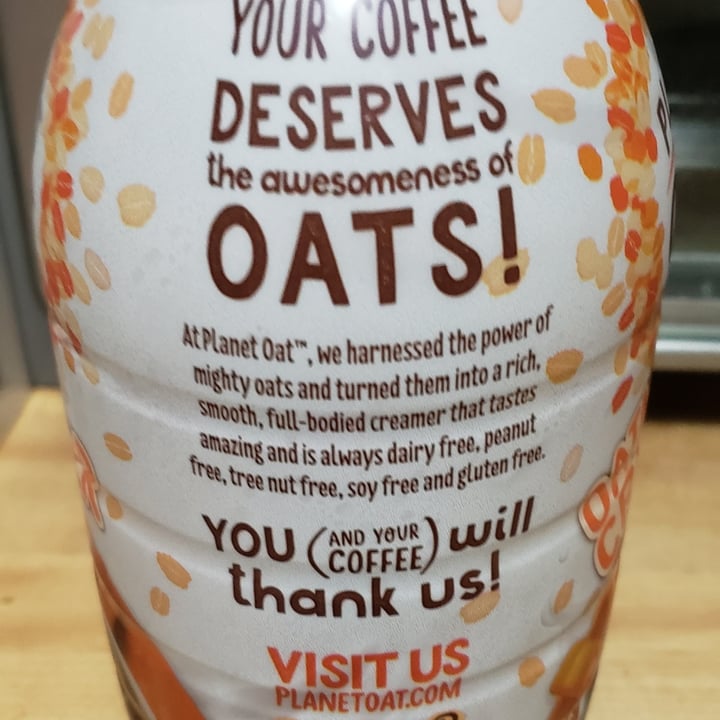 YOUR COFFEE
DESERVES
the awesomeness of
OATS!
At Planet Oat™, we harnessed the power of
mighty oats and turned them into a rich,
smooth, full-bodied creamer that tastes
amazing and is always dairy free, peanut
free, tree nut free, soy free and gluten free.
YOU (AND YOUR COFFEE) will
thank us!
VISIT US
PLANETOAT.COM